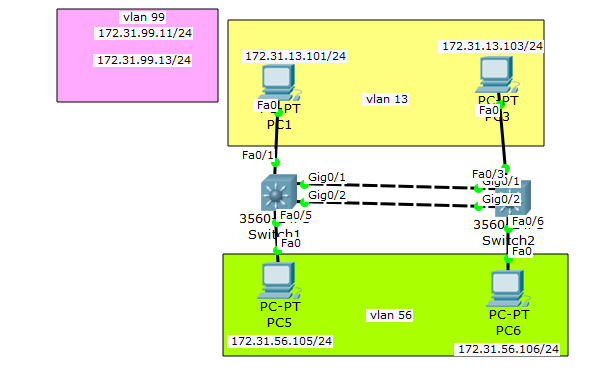 vlan 99
172.31.99.11/24
172.31.99.13/24
172.31.13.101/24
172.31.13.103/24
vlan 13
Fa0
PC-PT
PC1
Fa0
PC-PT
PC3
Fa0/1
Fa0/3
Gig0/1
Gig0/1
Gig0/2
Gig0/2
Fa0/5
Fa0/6
3560
Switch1
3560
Switch2
Fa0
Fa0
PC-PT
PC5
vlan 56
PC-PT
PC6
172.31.56.105/24
172.31.56.106/24